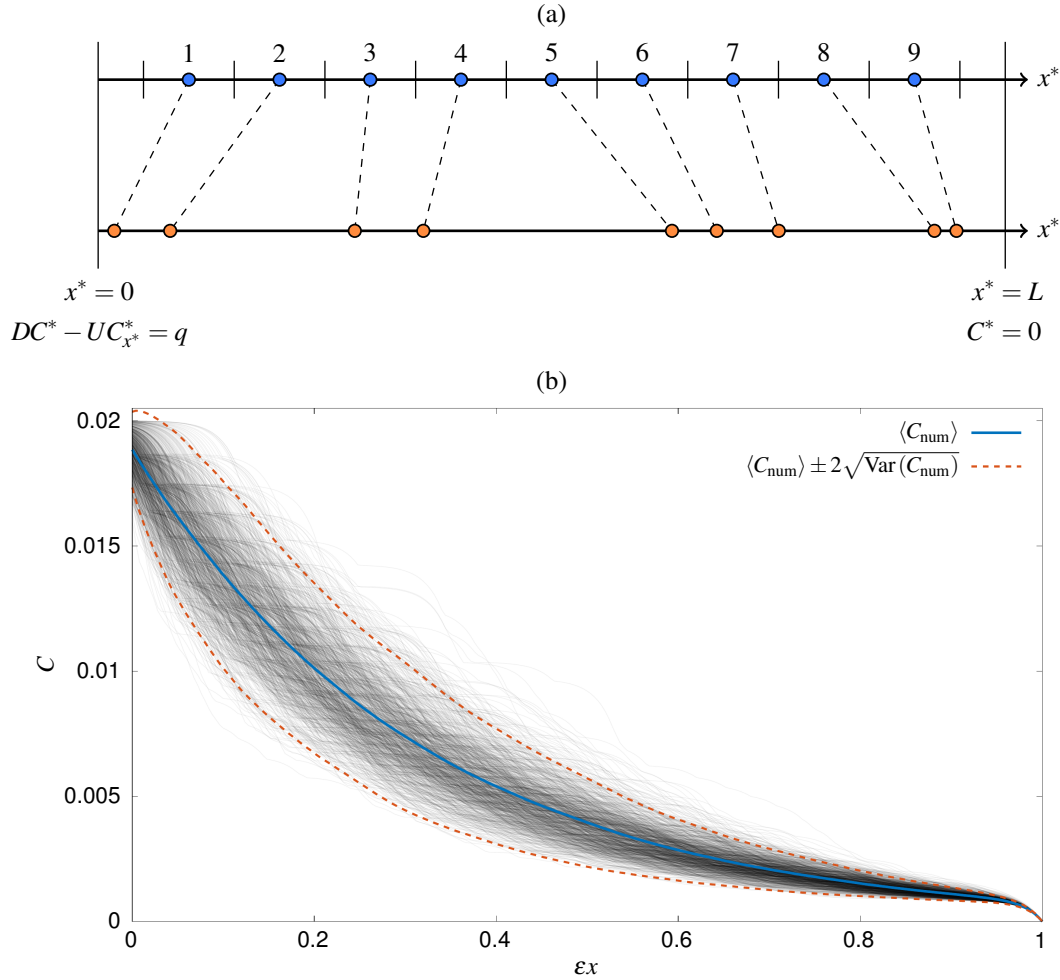 (a)
1 2 3 4 5 6 7 8 9
x*
x*
x* = 0 x* = L
DC* − UC*ₓ* = q C* = 0
(b)
0.02
0.015
0.01
0.005
0
C
⟨Cnum⟩
⟨Cnum⟩ ± 2√Var(Cnum)
0 0.2 0.4 0.6 0.8 1
εx